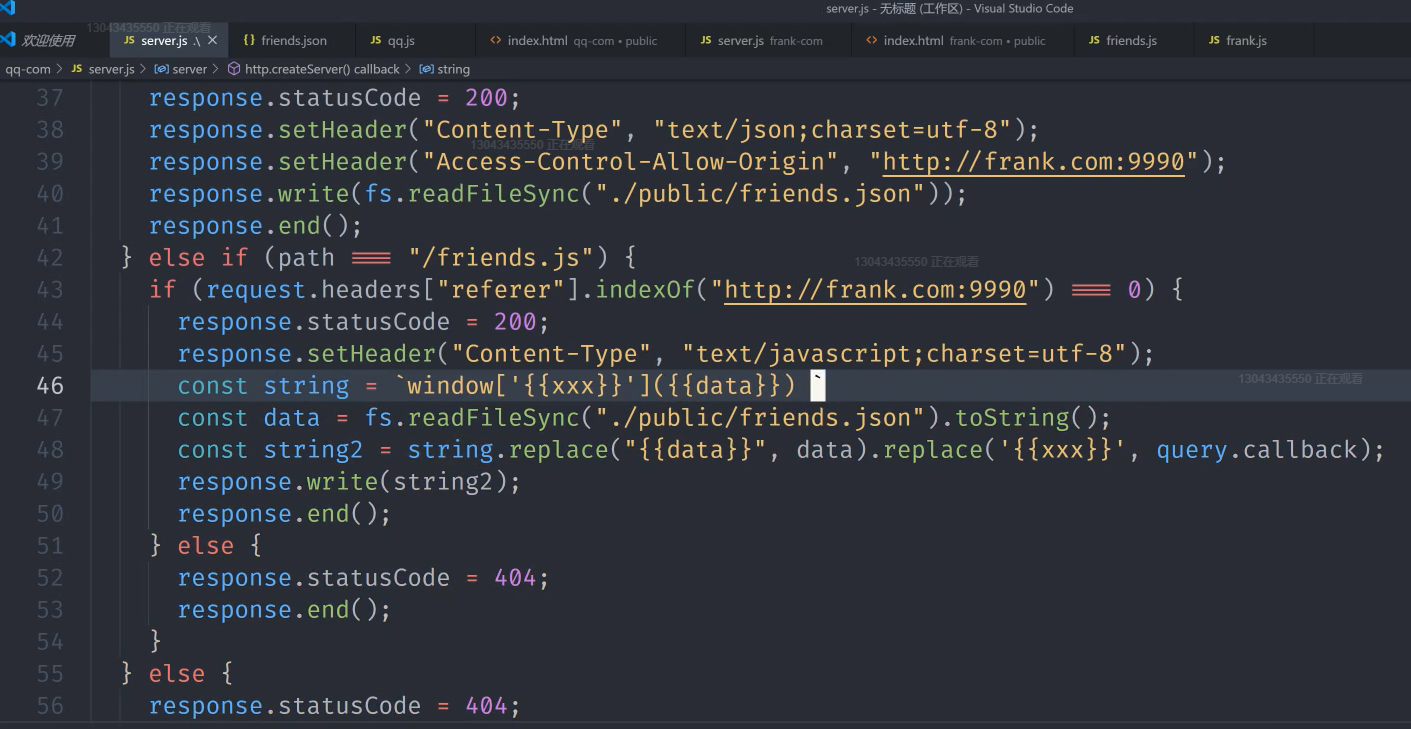 server.js - 无标题 (工作区) - Visual Studio Code
13043435550 正在观看
欢迎使用 JS server.js .\ × {} friends.json JS qq.js <> index.html qq-com • public JS server.js frank-com <> index.html frank-com • public JS friends.js JS frank.js
qq-com > JS server.js > server > http.createServer() callback > string
37 response.statusCode = 200;
38 response.setHeader("Content-Type", "text/json;charset=utf-8");
13043435550 正在观看
39 response.setHeader("Access-Control-Allow-Origin", "http://frank.com:9990");
40 response.write(fs.readFileSync("./public/friends.json"));
41 response.end();
42 } else if (path === "/friends.js") {
13043435550 正在观看
43 if (request.headers["referer"].indexOf("http://frank.com:9990") === 0) {
44 response.statusCode = 200;
45 response.setHeader("Content-Type", "text/javascript;charset=utf-8");
46 const string = `window['{{xxx}}']({{data}}) `
13043435550 正在观看
47 const data = fs.readFileSync("./public/friends.json").toString();
48 const string2 = string.replace("{{data}}", data).replace('{{xxx}}', query.callback);
49 response.write(string2);
50 response.end();
51 } else {
52 response.statusCode = 404;
53 response.end();
54 }
55 } else {
56 response.statusCode = 404;